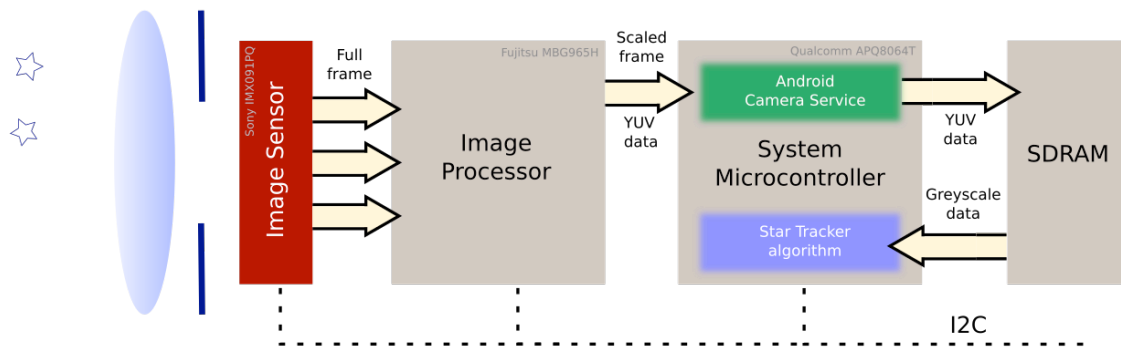 Sony IMX091PQ
Image Sensor
Full
frame
Fujitsu MBG965H
Image
Processor
Scaled
frame
YUV
data
Qualcomm APQ8064T
Android
Camera Service
System
Microcontroller
Star Tracker
algorithm
YUV
data
Greyscale
data
SDRAM
I2C